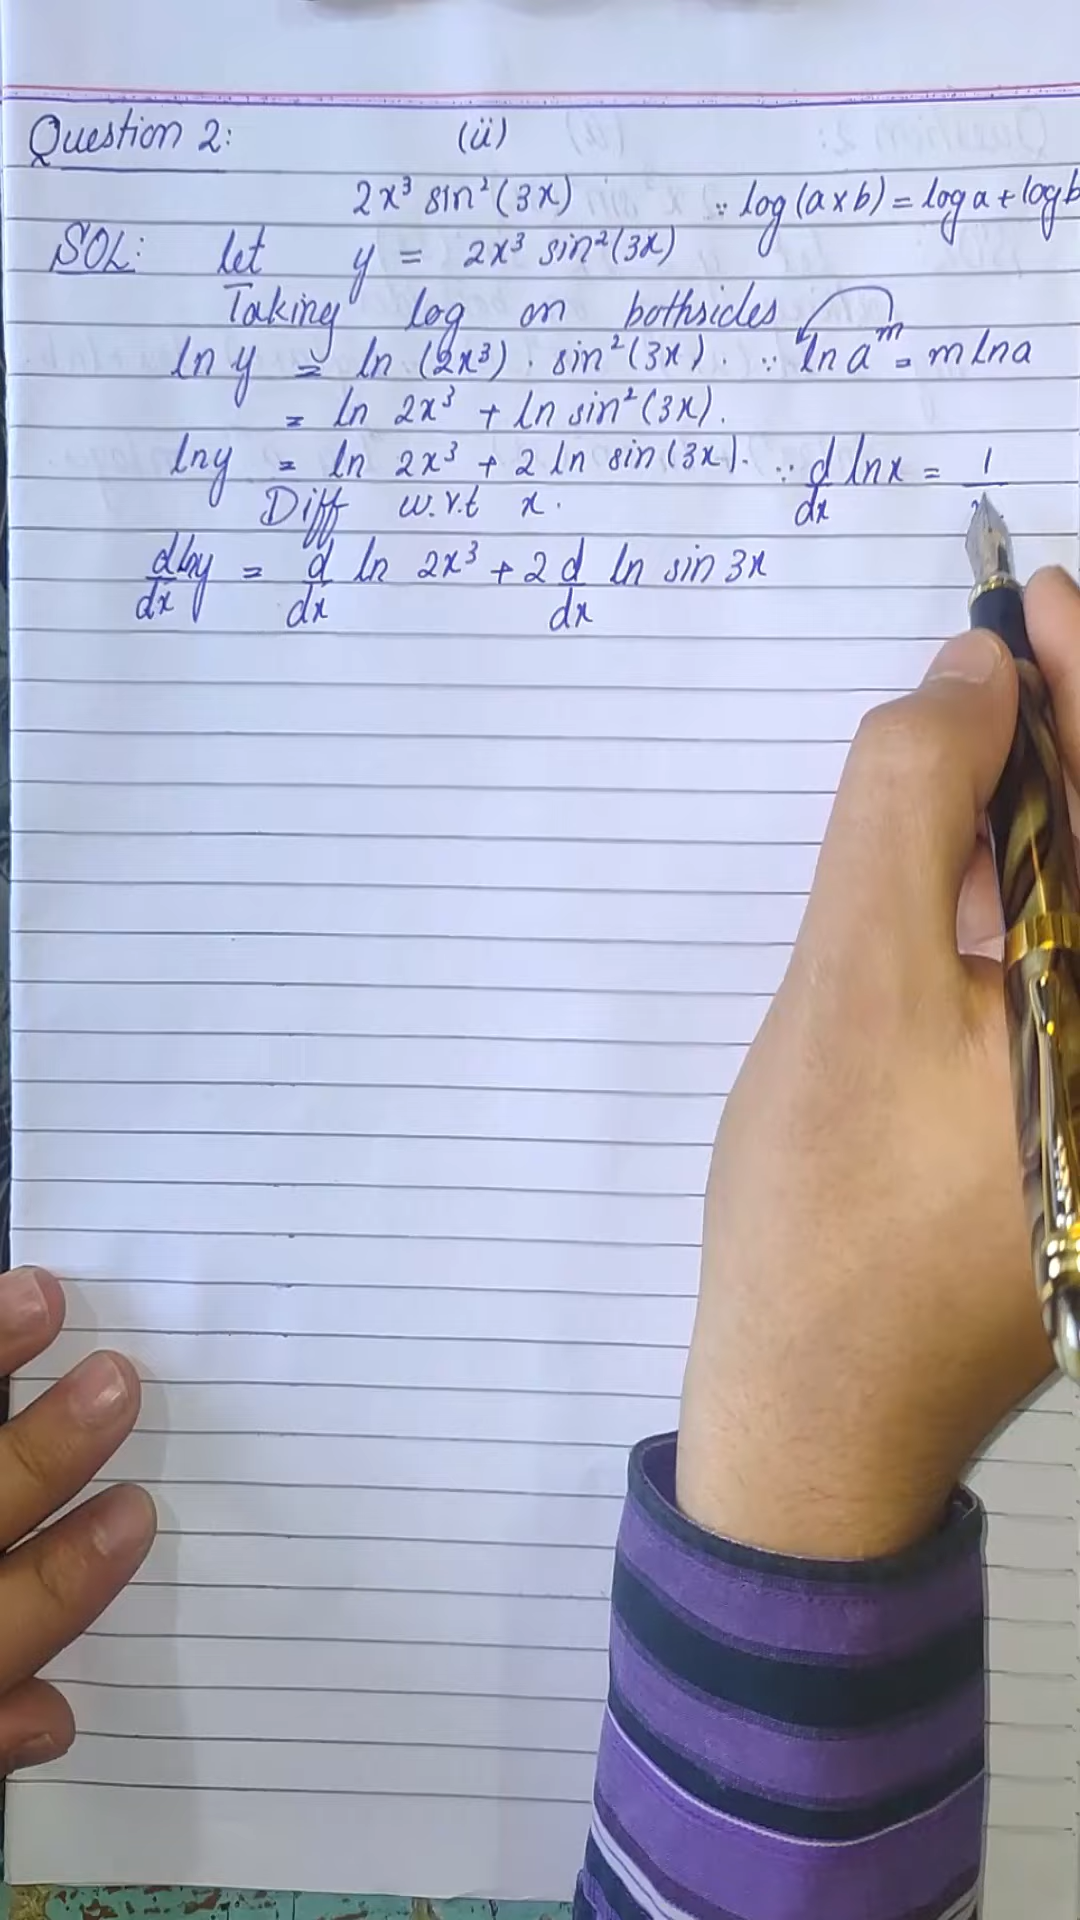 Question 2: (ii)
2x³ sin²(3x) ∵ log(a×b) = log a + log b
SOL: let y = 2x³ sin²(3x)
Taking log on bothsides
ln y = ln (2x³) · sin²(3x) · ∵ ln aᵐ = m ln a
= ln 2x³ + ln sin²(3x).
ln y = ln 2x³ + 2 ln sin(3x). ∵ d/dx ln x = 1/
Diff w.r.t x.
d/dx ln y = d/dx ln 2x³ + 2 d/dx ln sin 3x